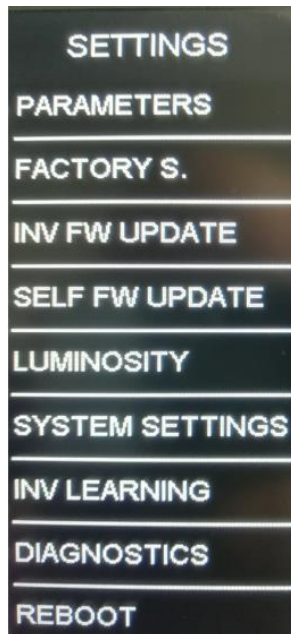 SETTINGS
PARAMETERS
FACTORY S.
INV FW UPDATE
SELF FW UPDATE
LUMINOSITY
SYSTEM SETTINGS
INV LEARNING
DIAGNOSTICS
REBOOT